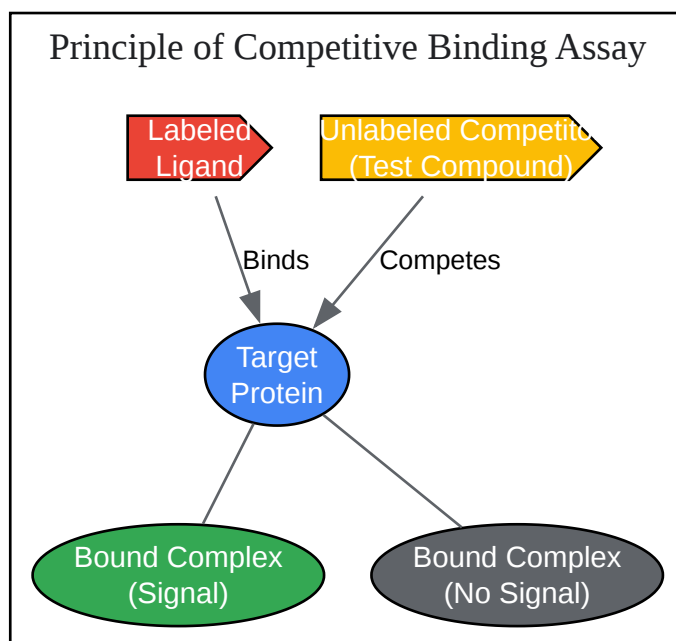 Principle of Competitive Binding Assay
Labeled
Ligand
Unlabeled Competito
(Test Compound)
Binds
Competes
Target
Protein
Bound Complex
(Signal)
Bound Complex
(No Signal)